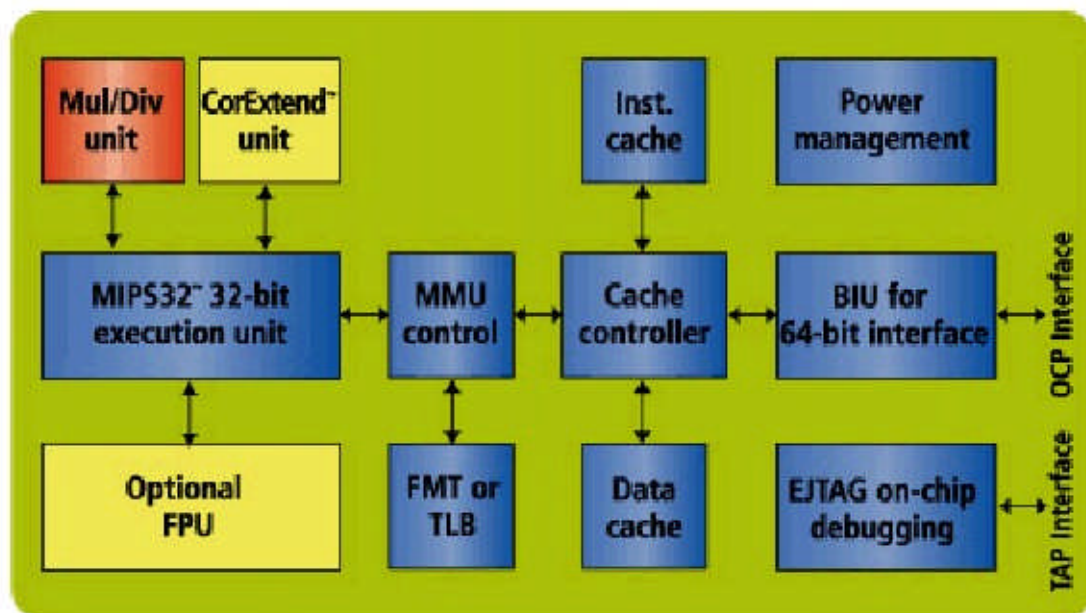 Mul/Div
unit
CorExtend™
unit
Inst.
cache
Power
management
MIPS32™ 32-bit
execution unit
MMU
control
Cache
controller
BIU for
64-bit interface
OCP Interface
Optional
FPU
FMT or
TLB
Data
cache
EJTAG on-chip
debugging
TAP Interface